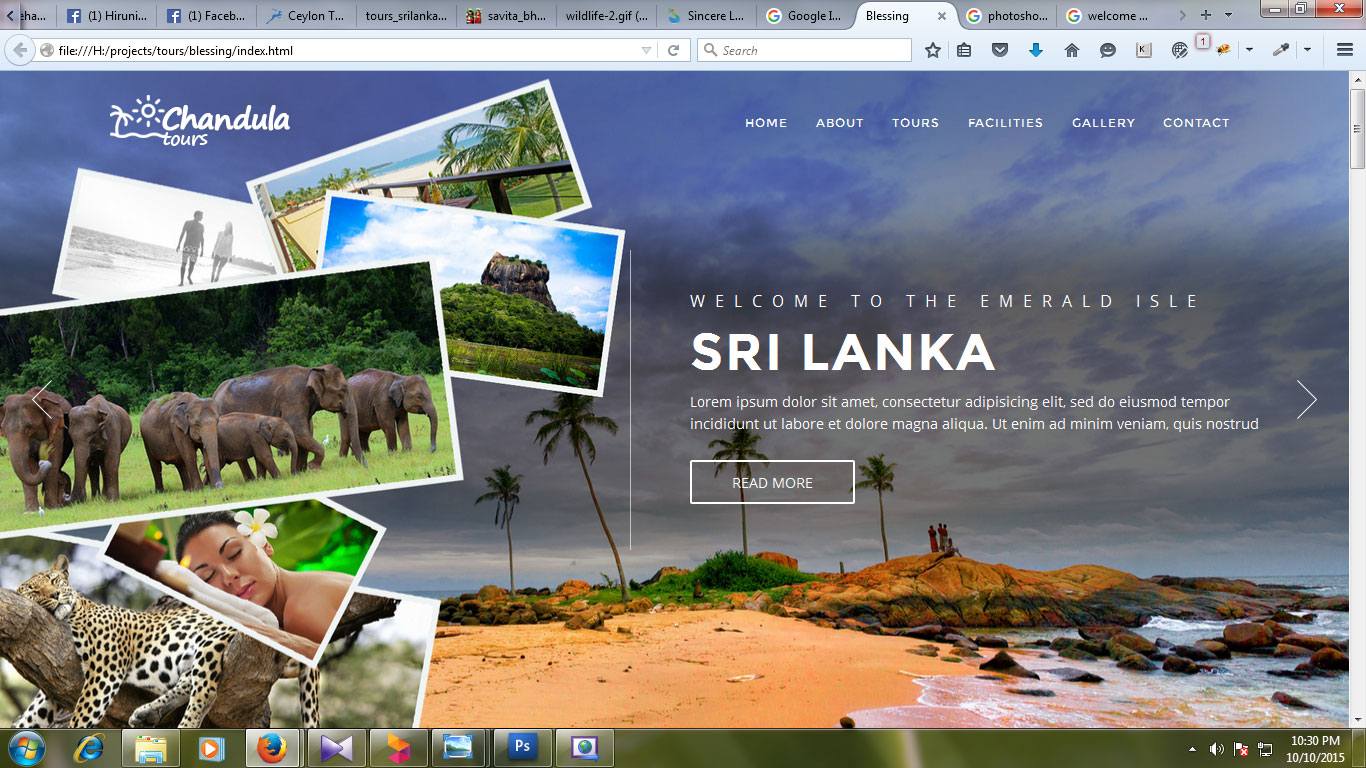 eha...
(1) Hiruni...
(1) Faceb...
Ceylon T...
tours_srilanka...
savita_bh...
wildlife-2.gif (...
Sincere L...
Google I...
Blessing
photosho...
welcome ...
file:///H:/projects/tours/blessing/index.html
Search
K
1
Chandula
tours
HOME
ABOUT
TOURS
FACILITIES
GALLERY
CONTACT
WELCOME TO THE EMERALD ISLE
SRI LANKA
Lorem ipsum dolor sit amet, consectetur adipisicing elit, sed do eiusmod tempor
incididunt ut labore et dolore magna aliqua. Ut enim ad minim veniam, quis nostrud
READ MORE
Ps
10:30 PM
10/10/2015